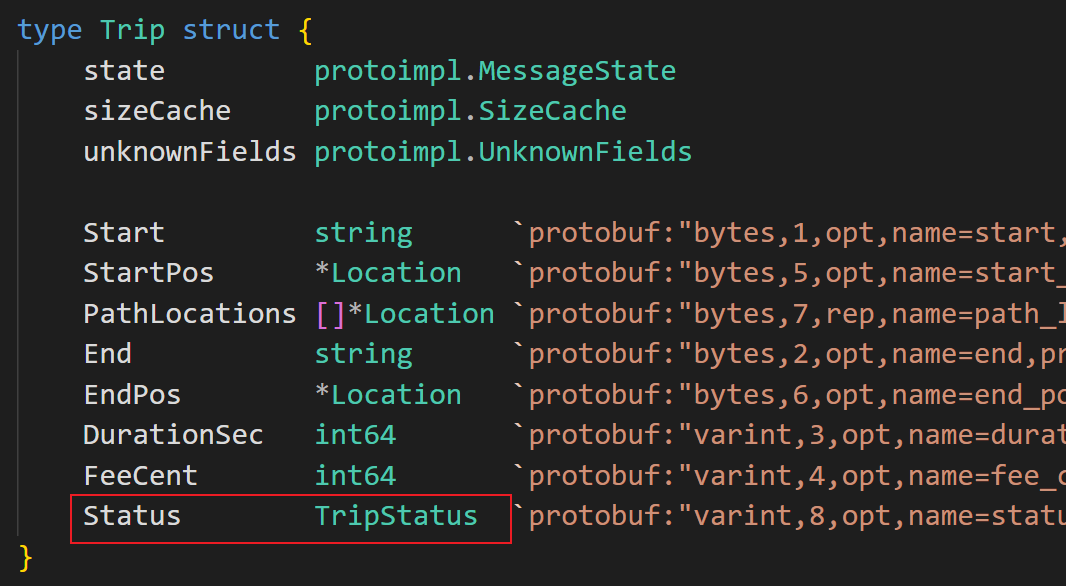 type Trip struct {
state protoimpl.MessageState
sizeCache protoimpl.SizeCache
unknownFields protoimpl.UnknownFields
Start string `protobuf:"bytes,1,opt,name=start,
StartPos *Location `protobuf:"bytes,5,opt,name=start_
PathLocations []*Location `protobuf:"bytes,7,rep,name=path_l
End string `protobuf:"bytes,2,opt,name=end,pr
EndPos *Location `protobuf:"bytes,6,opt,name=end_po
DurationSec int64 `protobuf:"varint,3,opt,name=durat
FeeCent int64 `protobuf:"varint,4,opt,name=fee_c
Status TripStatus `protobuf:"varint,8,opt,name=statu
}